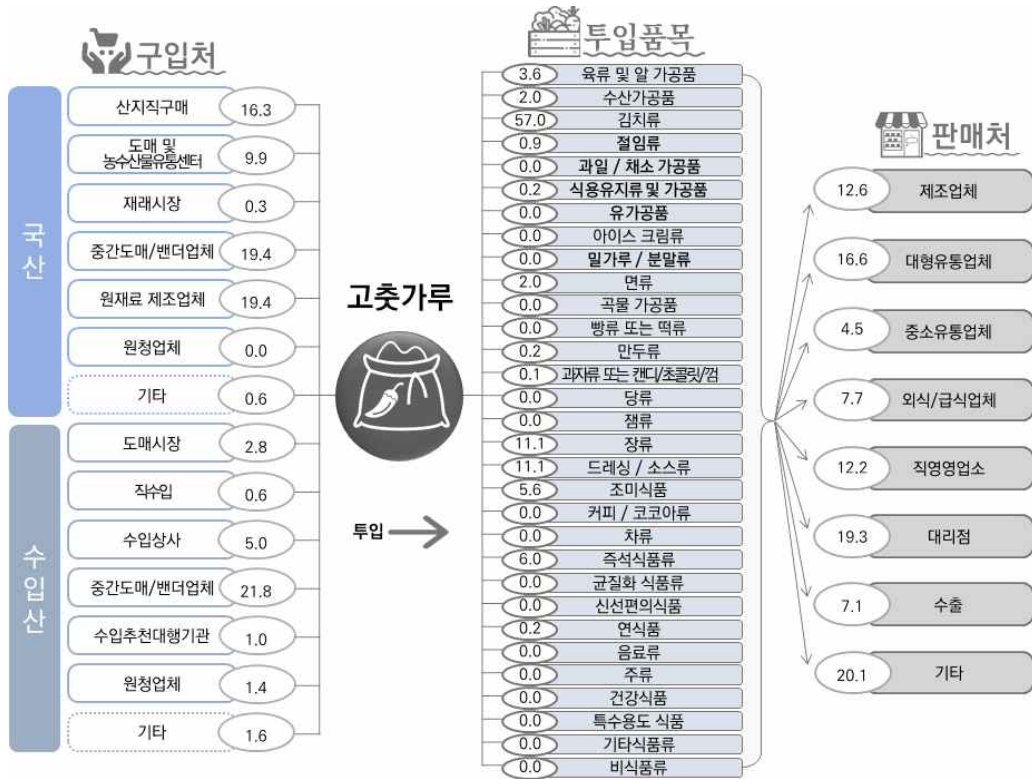 구입처
국산
산지직구매 16.3
도매 및
농수산물유통센터 9.9
재래시장 0.3
중간도매/밴더업체 19.4
원재료 제조업체 19.4
원청업체 0.0
기타 0.6
수입산
도매시장 2.8
직수입 0.6
수입상사 5.0
중간도매/밴더업체 21.8
수입추천대행기관 1.0
원청업체 1.4
기타 1.6
고춧가루
투입
투입품목
3.6 육류 및 알 가공품
2.0 수산가공품
57.0 김치류
0.9 절임류
0.0 과일 / 채소 가공품
0.2 식용유지류 및 가공품
0.0 유가공품
0.0 아이스 크림류
0.0 밀가루 / 분말류
2.0 면류
0.0 곡물 가공품
0.0 빵류 또는 떡류
0.2 만두류
0.1 과자류 또는 캔디/초콜릿/껌
0.0 당류
0.0 잼류
11.1 장류
11.1 드레싱 / 소스류
5.6 조미식품
0.0 커피 / 코코아류
0.0 차류
6.0 즉석식품류
0.0 균질화 식품류
0.0 신선편의식품
0.2 연식품
0.0 음료류
0.0 주류
0.0 건강식품
0.0 특수용도 식품
0.0 기타식품류
0.0 비식품류
판매처
12.6 제조업체
16.6 대형유통업체
4.5 중소유통업체
7.7 외식/급식업체
12.2 직영영업소
19.3 대리점
7.1 수출
20.1 기타